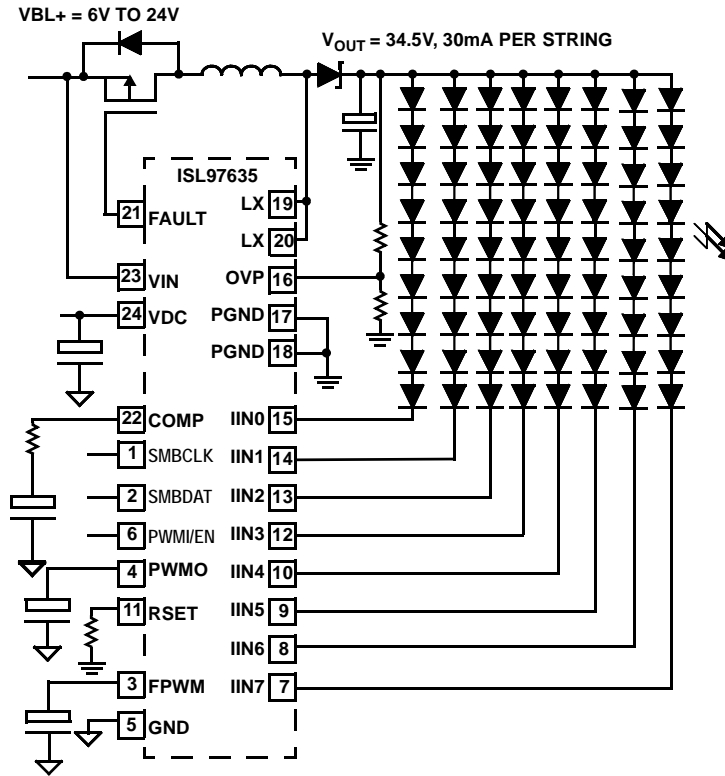 VBL+ = 6V TO 24V
VOUT = 34.5V, 30mA PER STRING
ISL97635
21 FAULT
LX 19
LX 20
23 VIN
OVP 16
24 VDC
PGND 17
PGND 18
22 COMP
IIN0 15
1 SMBCLK
IIN1 14
2 SMBDAT
IIN2 13
6 PWMI/EN
IIN3 12
4 PWMO
IIN4 10
11 RSET
IIN5 9
IIN6 8
3 FPWM
IIN7 7
5 GND